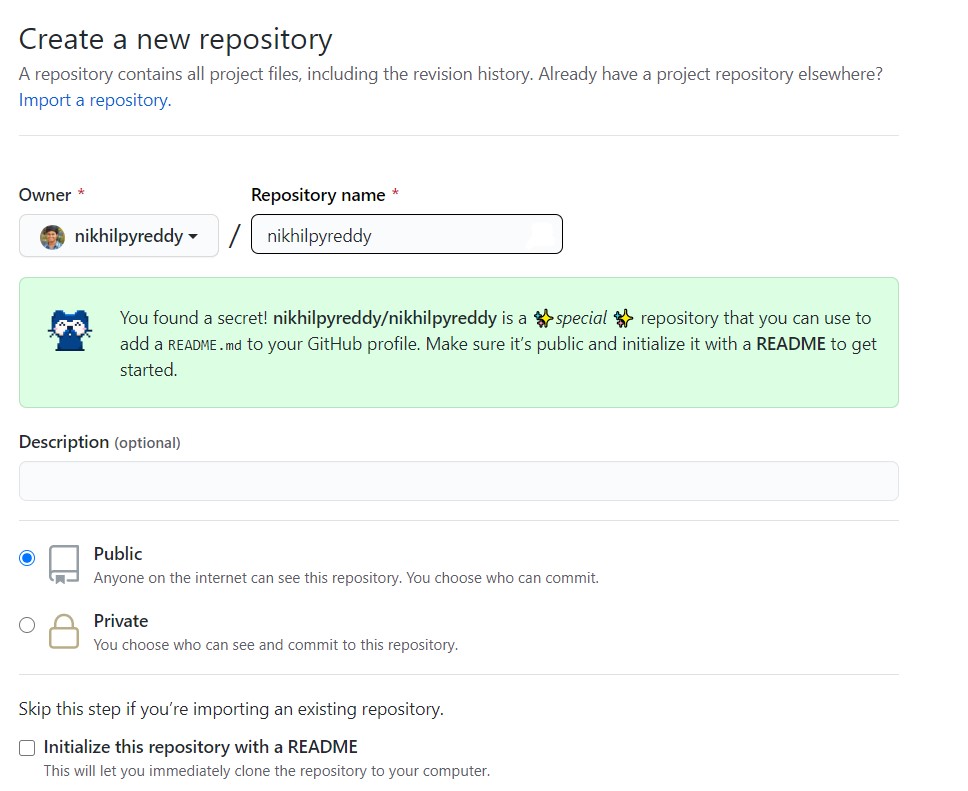 Create a new repository
A repository contains all project files, including the revision history. Already have a project repository elsewhere?
Import a repository.
Owner *
Repository name *
nikhilpyreddy
/
nikhilpyreddy
You found a secret! nikhilpyreddy/nikhilpyreddy is a ✨special ✨ repository that you can use to
add a README.md to your GitHub profile. Make sure it’s public and initialize it with a README to get
started.
Description (optional)
Public
Anyone on the internet can see this repository. You choose who can commit.
Private
You choose who can see and commit to this repository.
Skip this step if you’re importing an existing repository.
Initialize this repository with a README
This will let you immediately clone the repository to your computer.